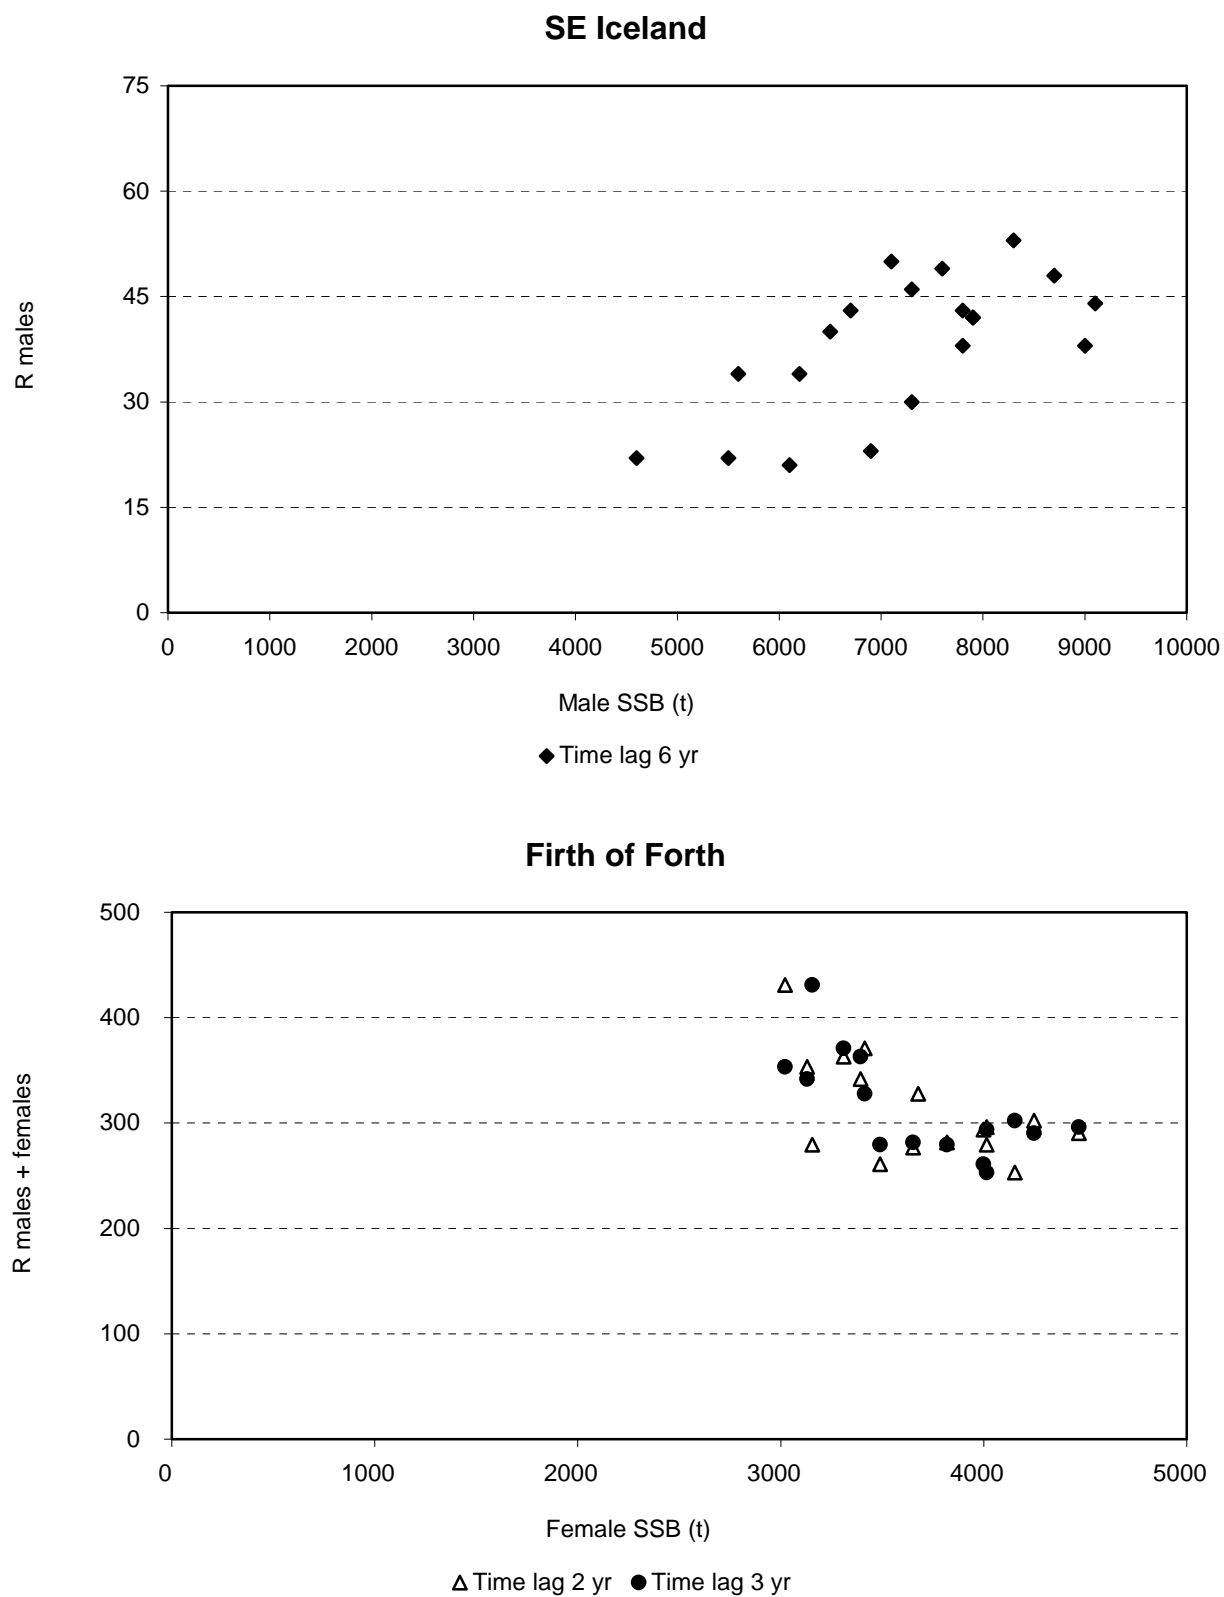 SE Iceland
75
60
45
30
15
0
R males
0 1000 2000 3000 4000 5000 6000 7000 8000 9000 10000
Male SSB (t)
Time lag 6 yr
Firth of Forth
500
400
300
200
100
0
R males + females
0 1000 2000 3000 4000 5000
Female SSB (t)
Time lag 2 yr Time lag 3 yr